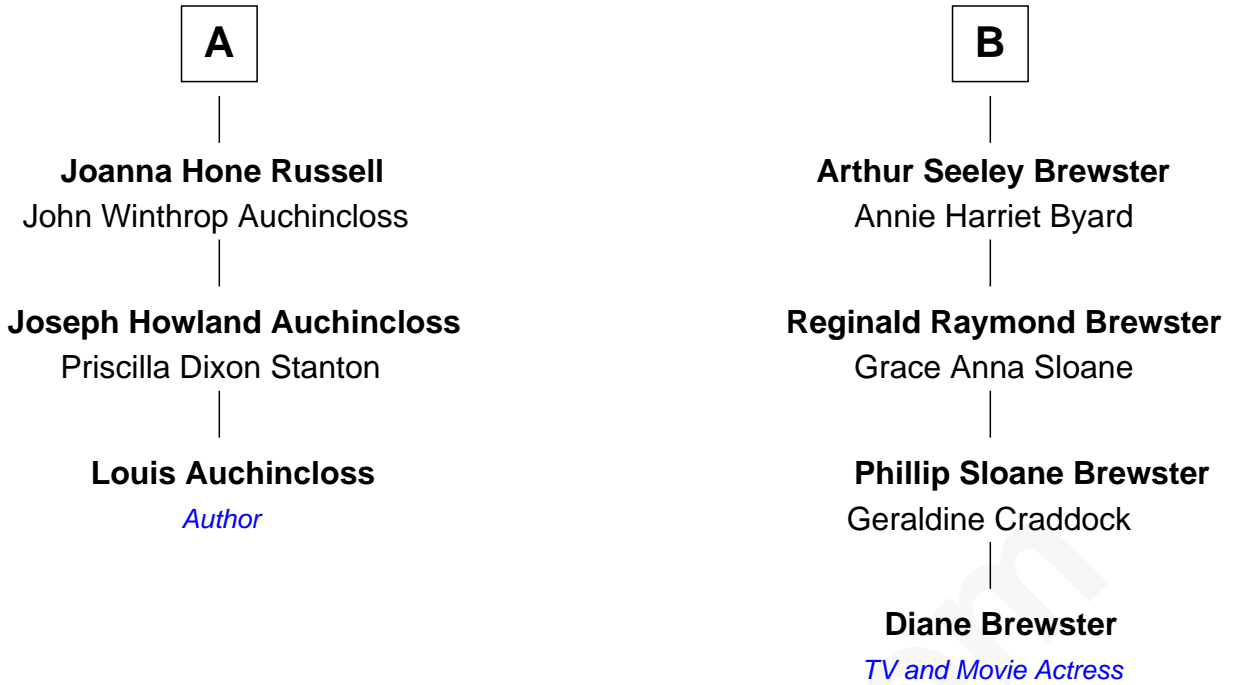 A
Joanna Hone Russell
John Winthrop Auchincloss
Joseph Howland Auchincloss
Priscilla Dixon Stanton
Louis Auchincloss
Author
B
Arthur Seeley Brewster
Annie Harriet Byard
Reginald Raymond Brewster
Grace Anna Sloane
Phillip Sloane Brewster
Geraldine Craddock
Diane Brewster
TV and Movie Actress